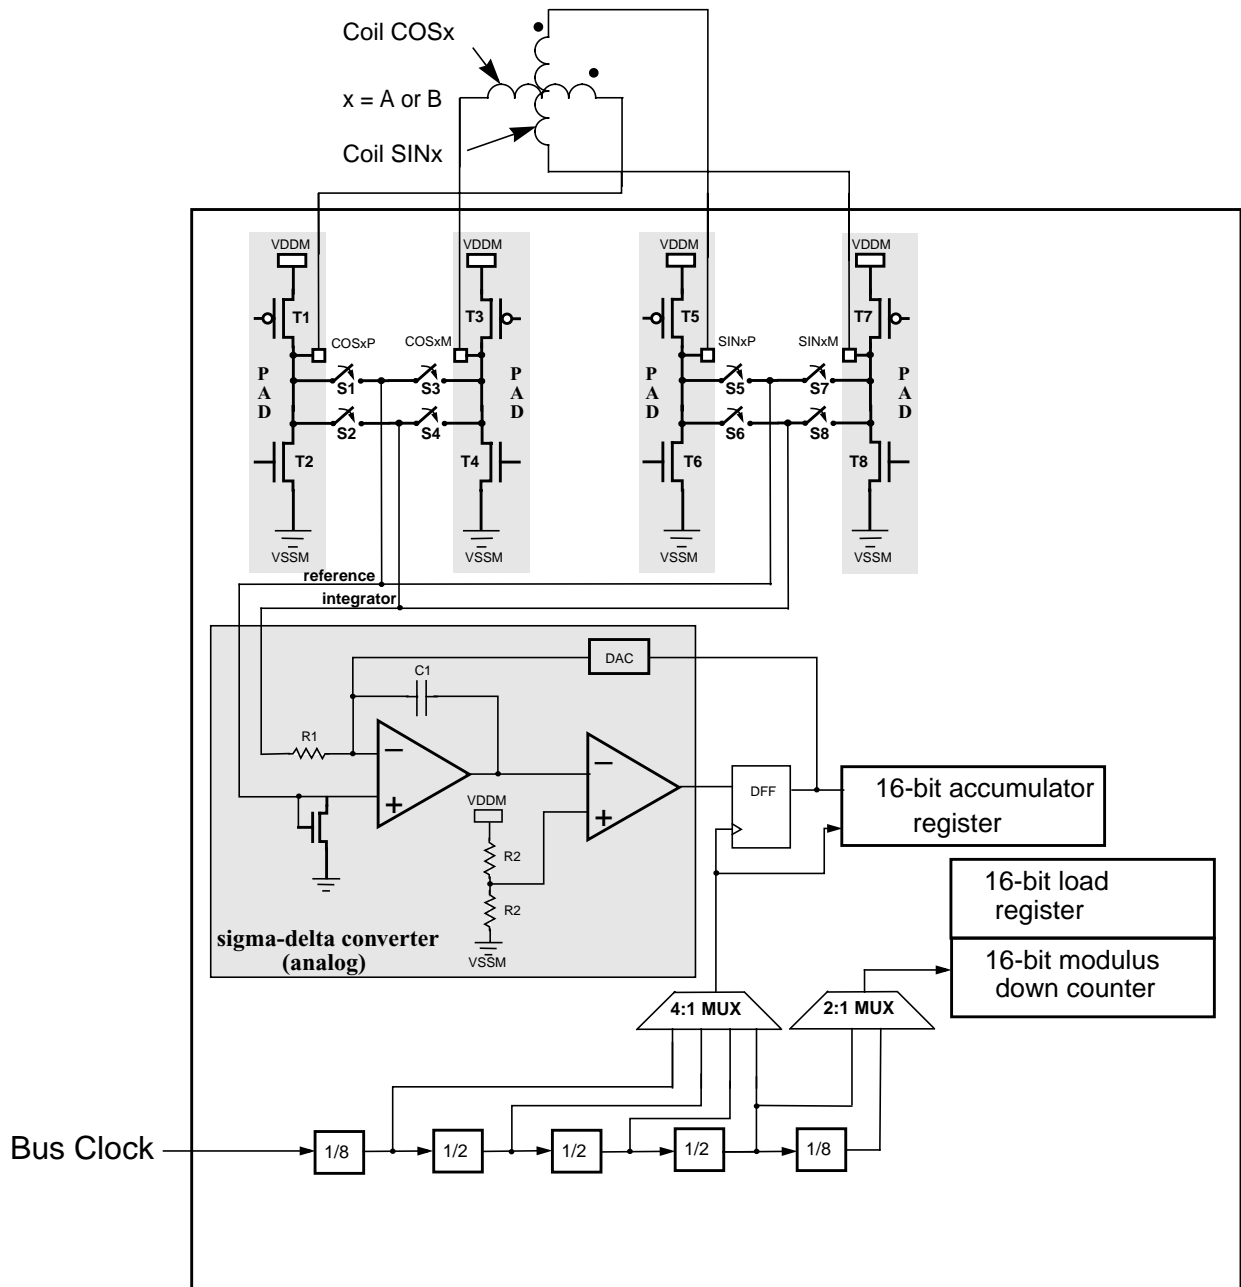 Coil COSx
x = A or B
Coil SINx
VDDM
VDDM
VDDM
VDDM
T1
T3
T5
T7
COSxP
COSxM
SINxP
SINxM
PAD
S1
S3
PAD
PAD
S5
S7
PAD
S2
S4
S6
S8
T2
T4
T6
T8
VSSM
VSSM
VSSM
VSSM
reference
integrator
DAC
C1
R1
−
+
−
+
VDDM
R2
R2
VSSM
DFF
16-bit accumulator
register
16-bit load
register
16-bit modulus
down counter
sigma-delta converter
(analog)
4:1 MUX
2:1 MUX
Bus Clock
1/8
1/2
1/2
1/2
1/8